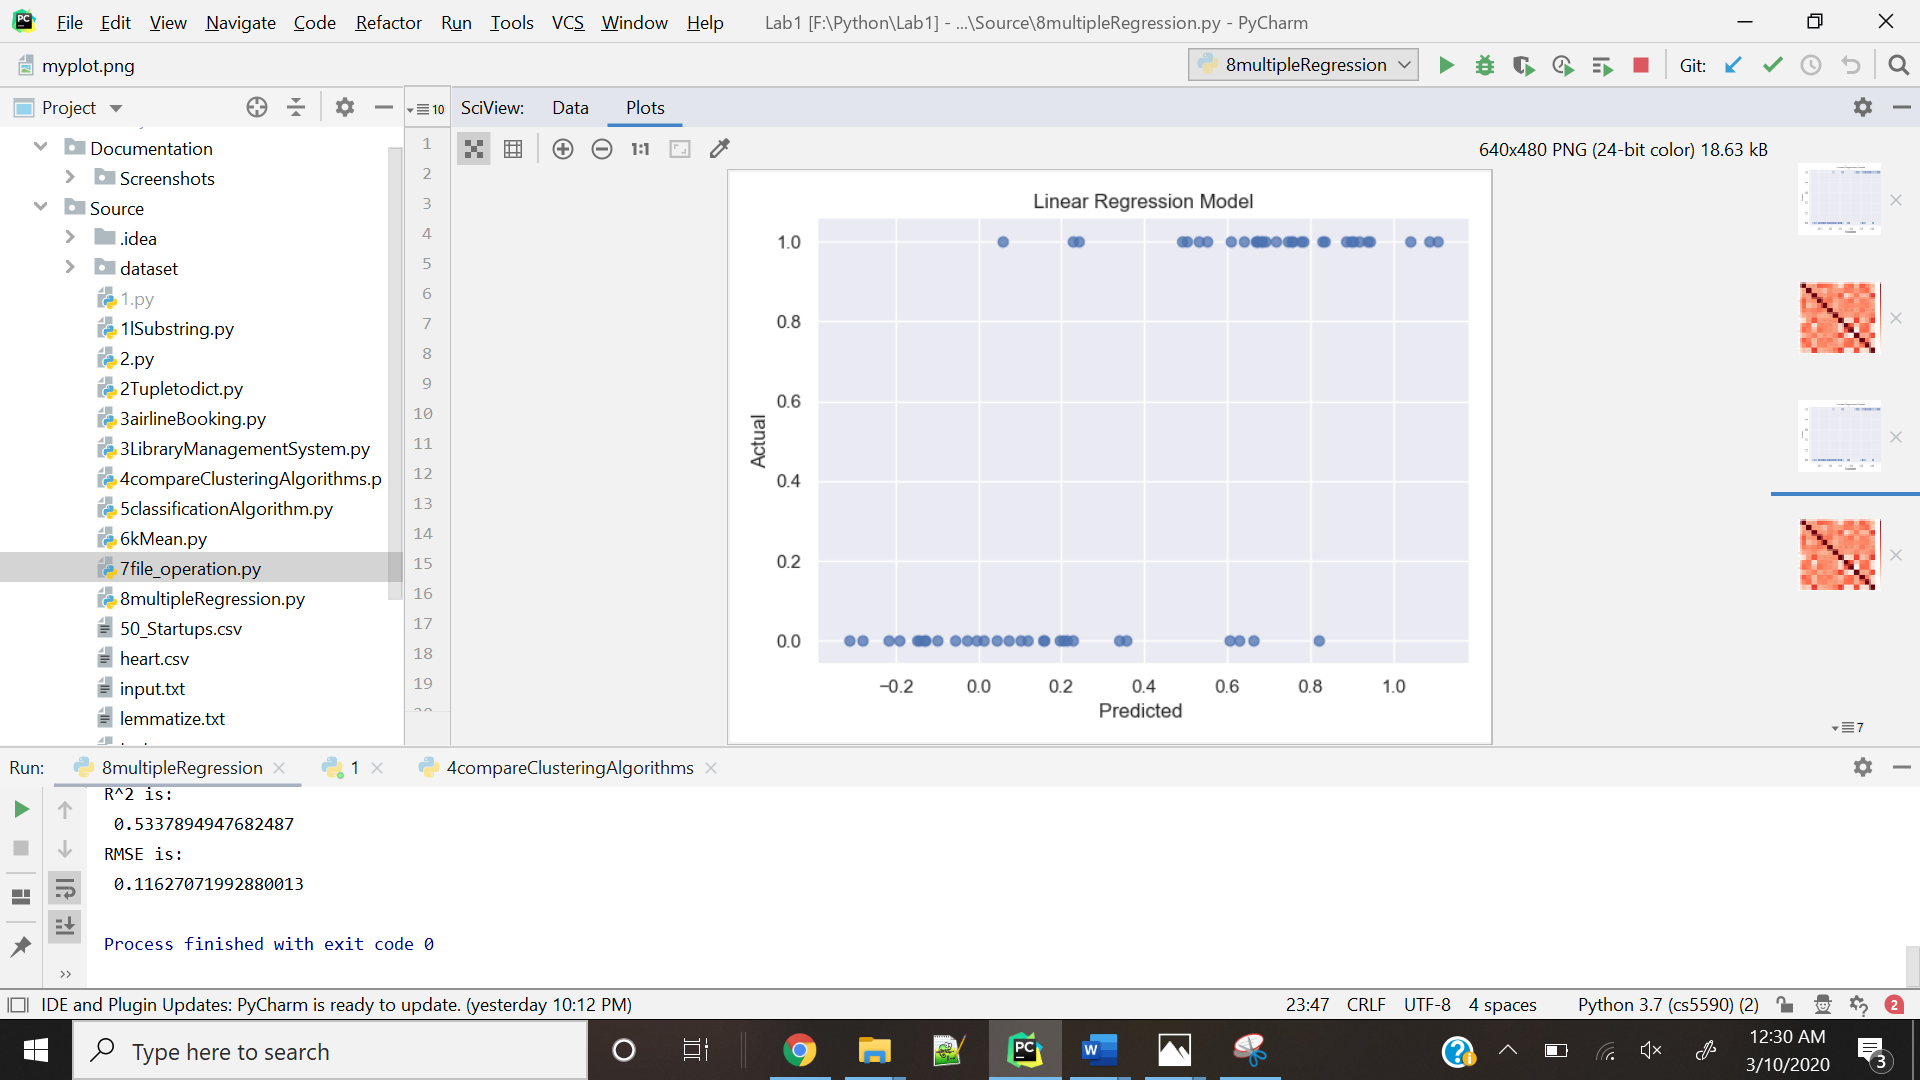 File Edit View Navigate Code Refactor Run Tools VCS Window Help Lab1 [F:\Python\Lab1] - ...\Source\8multipleRegression.py - PyCharm
myplot.png 8multipleRegression Git:
Project 10 SciView: Data Plots
640x480 PNG (24-bit color) 18.63 kB
Documentation
Screenshots
Source
.idea
dataset
1.py
1lSubstring.py
2.py
2Tupletodict.py
3airlineBooking.py
3LibraryManagementSystem.py
4compareClusteringAlgorithms.p
5classificationAlgorithm.py
6kMean.py
7file_operation.py
8multipleRegression.py
50_Startups.csv
heart.csv
input.txt
lemmatize.txt
1
2
3
4
5
6
7
8
9
10
11
12
13
14
15
16
17
18
19
1:1
Linear Regression Model
1.0
0.8
0.6
0.4
0.2
0.0
Actual
−0.2 0.0 0.2 0.4 0.6 0.8 1.0
Predicted
7
Run: 8multipleRegression 1 4compareClusteringAlgorithms
R^2 is:
0.5337894947682487
RMSE is:
0.11627071992880013
Process finished with exit code 0
IDE and Plugin Updates: PyCharm is ready to update. (yesterday 10:12 PM) 23:47 CRLF UTF-8 4 spaces Python 3.7 (cs5590) (2) 2
Type here to search
12:30 AM
3/10/2020
3